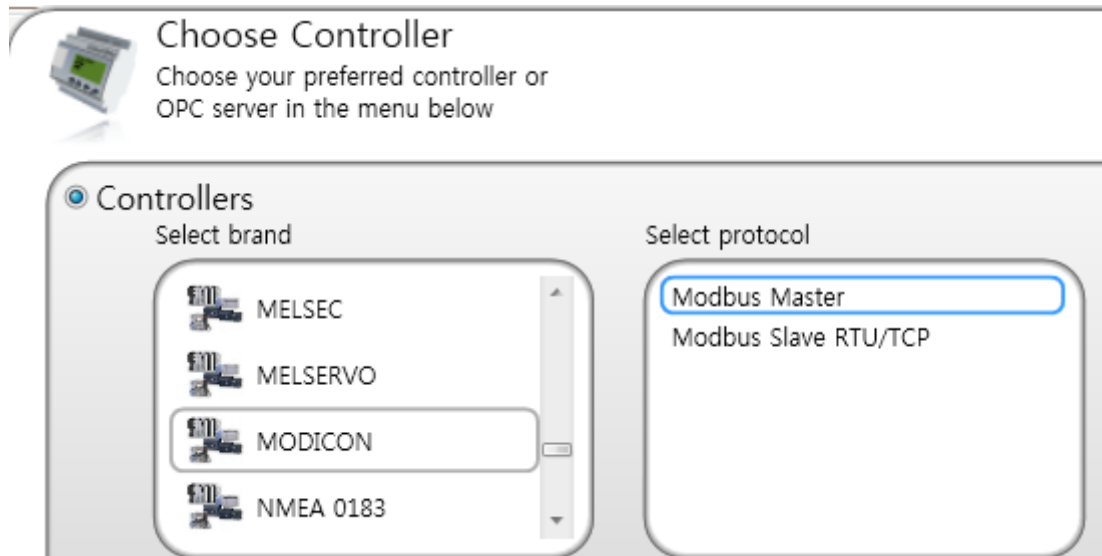 Choose Controller
Choose your preferred controller or
OPC server in the menu below
Controllers
Select brand
MELSEC
MELSERVO
MODICON
NMEA 0183
Select protocol
Modbus Master
Modbus Slave RTU/TCP